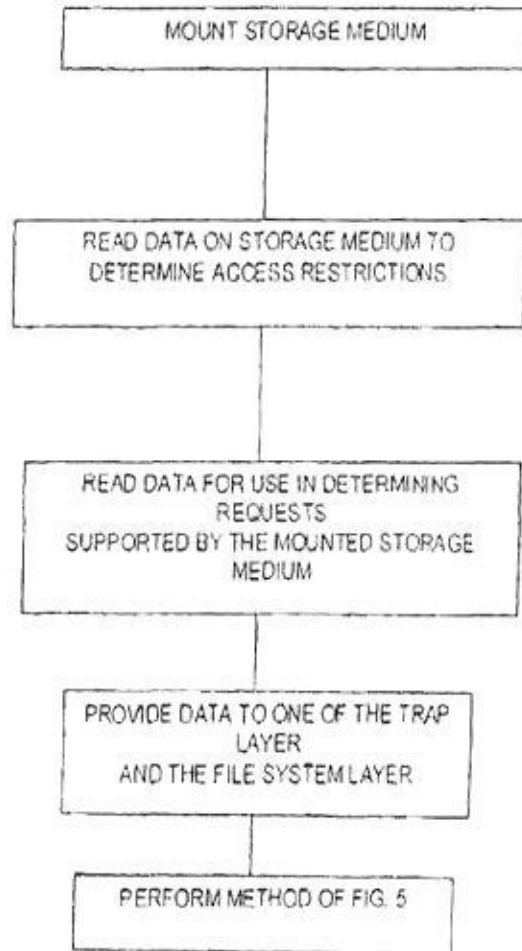 MOUNT STORAGE MEDIUM
READ DATA ON STORAGE MEDIUM TO
DETERMINE ACCESS RESTRICTIONS
READ DATA FOR USE IN DETERMINING
REQUESTS
SUPPORTED BY THE MOUNTED STORAGE
MEDIUM
PROVIDE DATA TO ONE OF THE TRAP
LAYER
AND THE FILE SYSTEM LAYER
PERFORM METHOD OF FIG. 5